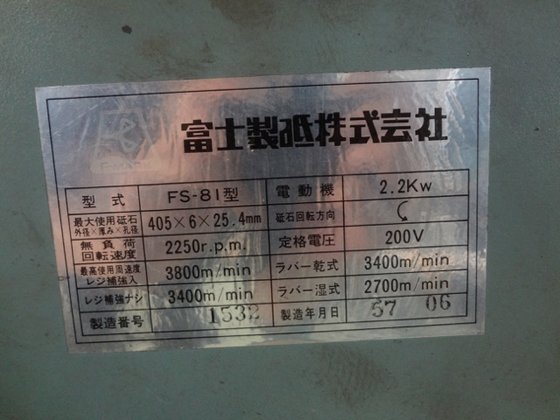 富士製砥株式会社
型式 FS-81型 電動機 2.2Kw
最大使用砥石 405×6×25.4mm 砥石回転方向
外径×厚み×孔径
無負荷 2250r.p.m. 定格電圧 200V
回転速度
最高使用周速度 3800m/min ラバー乾式 3400m/min
レジ補強入
レジ補強ナシ 3400m/min ラバー湿式 2700m/min
製造番号 1532 製造年月日 57 06